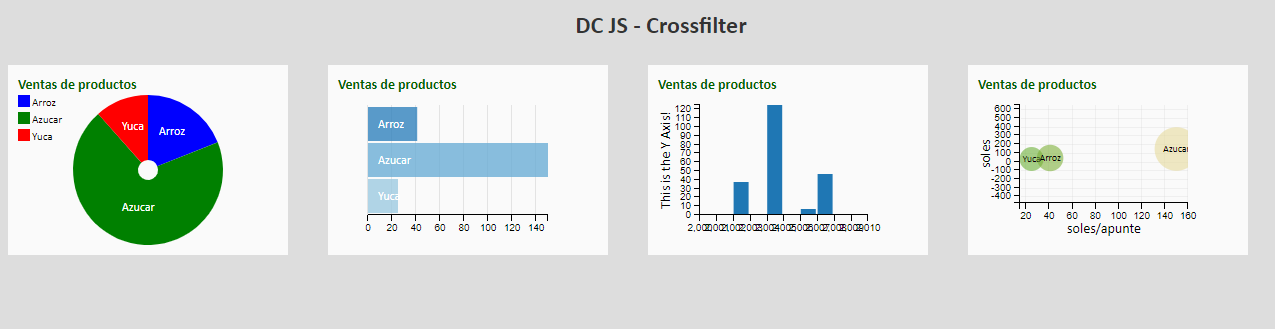 DC JS - Crossfilter
Ventas de productos
Arroz
Azucar
Yuca
Yuca
Arroz
Azucar
Ventas de productos
Arroz
Azucar
Yuca
0 20 40 60 80 100 120 140
Ventas de productos
This is the Y Axis!
120
110
100
90
80
70
60
50
40
30
20
10
0
2,000 2,001 2,002 2,003 2,004 2,005 2,006 2,007 2,008 2,009 2,010
Ventas de productos
soles
600
500
400
300
200
100
0
-100
-200
-300
-400
Yuca Arroz
Azucar
20 40 60 80 100 120 140 160
soles/apunte